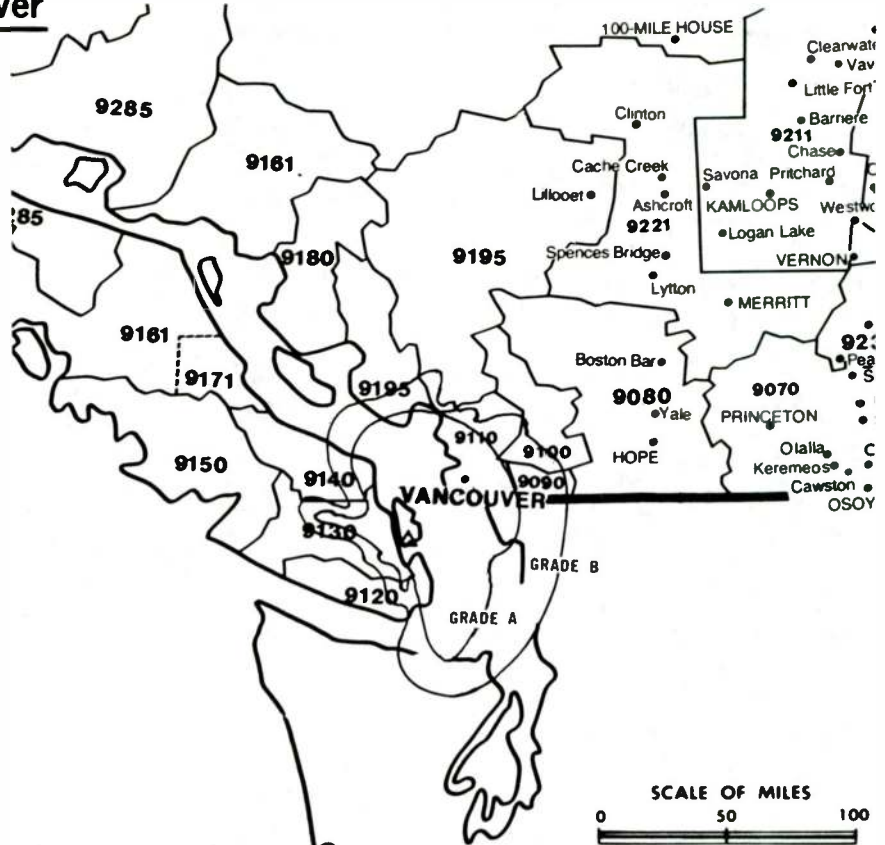 ver
100-MILE HOUSE
Clearwate
Vav
9285
Little Fort
Clinton
Barriere
9211
9161
Chase
Cache Creek
Savona Pritchard
Lillooet
Ashcroft
KAMLOOPS
Westwo
85
9221
Logan Lake
9180
9195
Spences Bridge
VERNON
Lytton
MERRITT
9161
923
Boston Bar
Pea
9171
9195
9080
9070
Yale
PRINCETON
9110
9100
HOPE
Olalla
9150
Keremeos
9140
9090
Cawston
VANCOUVER
OSOY
9130
GRADE B
9120
GRADE A
SCALE OF MILES
0 50 100